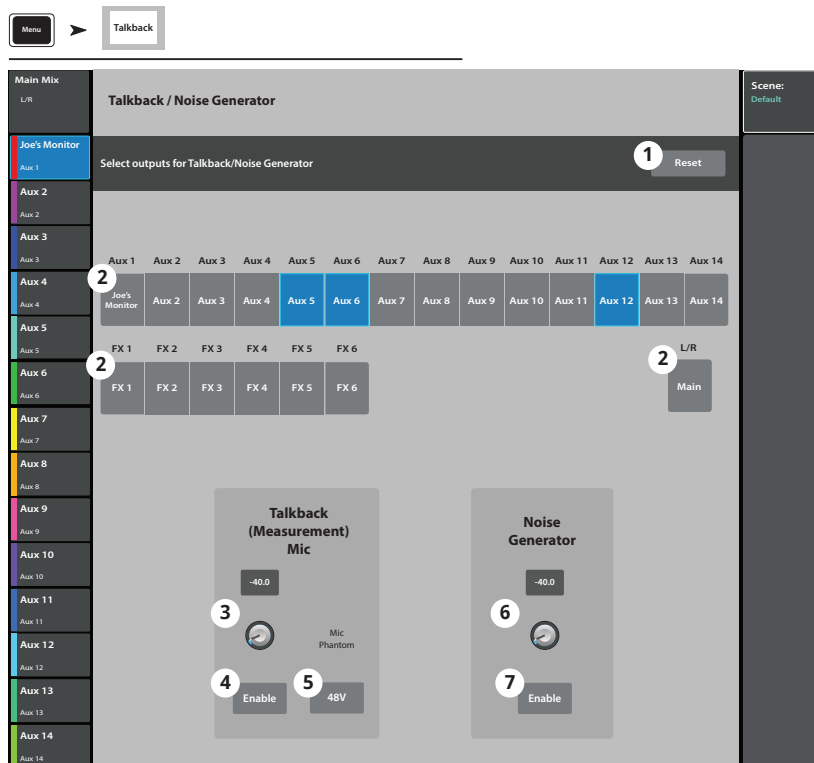 Menu
Talkback
Main Mix
L/R
Talkback / Noise Generator
Scene:
Default
Joe's Monitor
Aux 1
Select outputs for Talkback/Noise Generator
1
Reset
Aux 2
Aux 2
Aux 3
Aux 3
Aux 4
Aux 4
Aux 5
Aux 5
Aux 6
Aux 6
Aux 7
Aux 7
Aux 8
Aux 8
Aux 9
Aux 9
Aux 10
Aux 10
Aux 11
Aux 11
Aux 12
Aux 12
Aux 13
Aux 13
Aux 14
Aux 14
Aux 1 Aux 2 Aux 3 Aux 4 Aux 5 Aux 6 Aux 7 Aux 8 Aux 9 Aux 10 Aux 11 Aux 12 Aux 13 Aux 14
2
Joe's
Monitor
Aux 2 Aux 3 Aux 4 Aux 5 Aux 6 Aux 7 Aux 8 Aux 9 Aux 10 Aux 11 Aux 12 Aux 13 Aux 14
FX 1 FX 2 FX 3 FX 4 FX 5 FX 6
L/R
2
FX 1 FX 2 FX 3 FX 4 FX 5 FX 6
2
Main
Talkback
(Measurement)
Mic
-40.0
3
Mic
Phantom
4
Enable
5
48V
Noise
Generator
-40.0
6
7
Enable